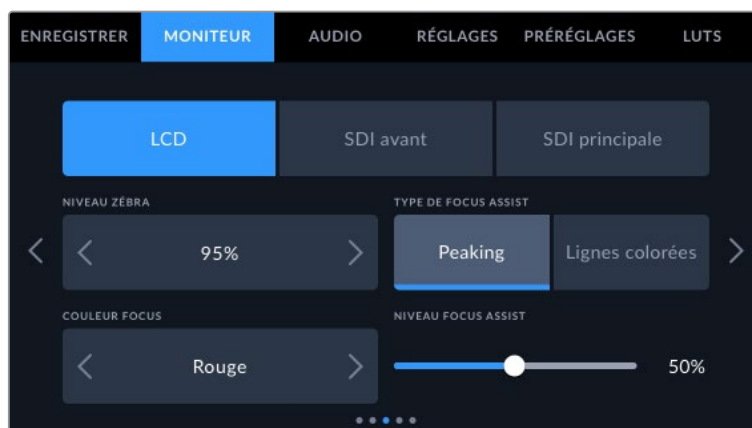 ENREGISTRER MONITEUR AUDIO RÉGLAGES PRÉRÉGLAGES LUTS
LCD SDI avant SDI principale
NIVEAU ZÉBRA TYPE DE FOCUS ASSIST
95% Peaking Lignes colorées
COULEUR FOCUS NIVEAU FOCUS ASSIST
Rouge 50%